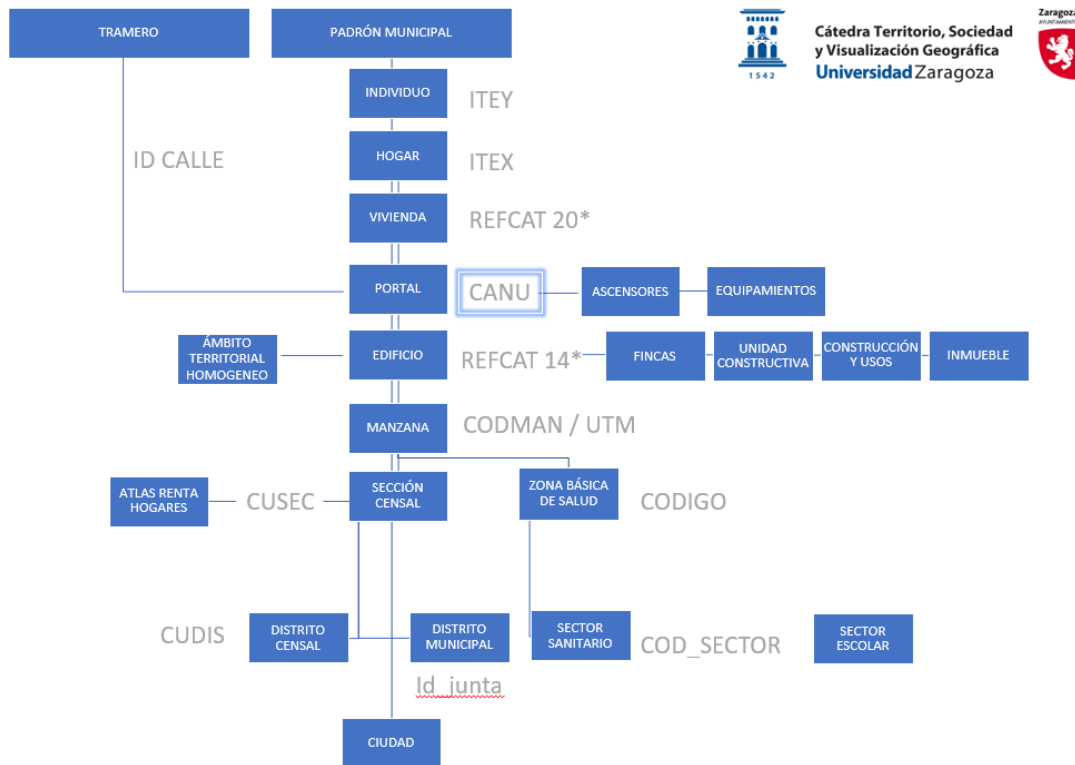 TRAMERO
PADRÓN MUNICIPAL
1542
Cátedra Territorio, Sociedad
y Visualización Geográfica
Universidad Zaragoza
Zaragoza
AYUNTAMIENTO
INDIVIDUO
ITEY
ID CALLE
HOGAR
ITEX
VIVIENDA
REFCAT 20*
PORTAL
CANU
ASCENSORES
EQUIPAMIENTOS
ÁMBITO
TERRITORIAL
HOMOGENEO
EDIFICIO
REFCAT 14*
FINCAS
UNIDAD
CONSTRUCTIVA
CONSTRUCCIÓN
Y USOS
INMUEBLE
MANZANA
CODMAN / UTM
ATLAS RENTA
HOGARES
CUSEC
SECCIÓN
CENSAL
ZONA BÁSICA
DE SALUD
CODIGO
CUDIS
DISTRITO
CENSAL
DISTRITO
MUNICIPAL
SECTOR
SANITARIO
COD_SECTOR
SECTOR
ESCOLAR
Id_junta
CIUDAD